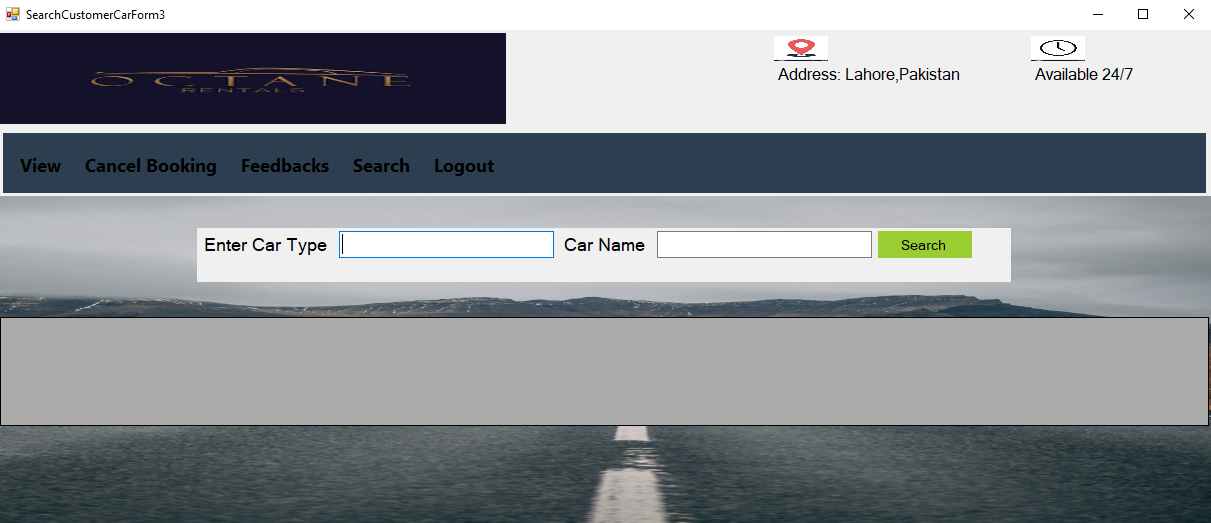 SearchCustomerCarForm3
OCTANE
RENTALS
Address: Lahore,Pakistan
Available 24/7
View Cancel Booking Feedbacks Search Logout
Enter Car Type Car Name Search